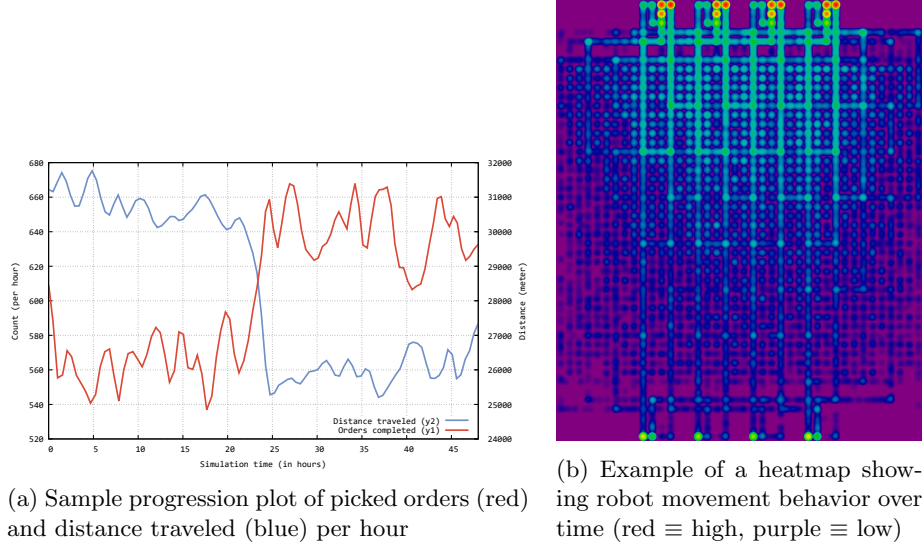 680
660
640
620
600
580
560
540
520
32000
31000
30000
29000
28000
27000
26000
25000
24000
0
5
10
15
20
25
30
35
40
45
Count (per hour)
Distance (meter)
Distance traveled (y2)
Orders completed (y1)
Simulation time (in hours)
(a) Sample progression plot of picked orders (red)
and distance traveled (blue) per hour
(b) Example of a heatmap show-
ing robot movement behavior over
time (red ≡ high, purple ≡ low)